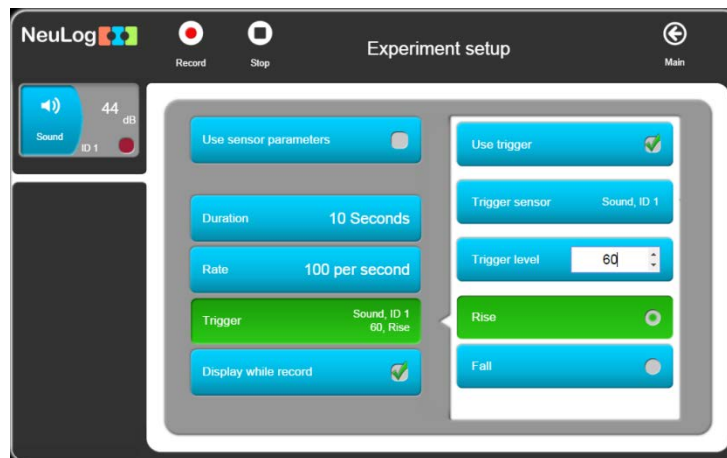 NeuLog
Record
Stop
Experiment setup
Main
44
dB
Sound
ID 1
Use sensor parameters
Duration 10 Seconds
Rate 100 per second
Trigger Sound, ID 1
60, Rise
Display while record
Use trigger
Trigger sensor Sound, ID 1
Trigger level 60
Rise
Fall